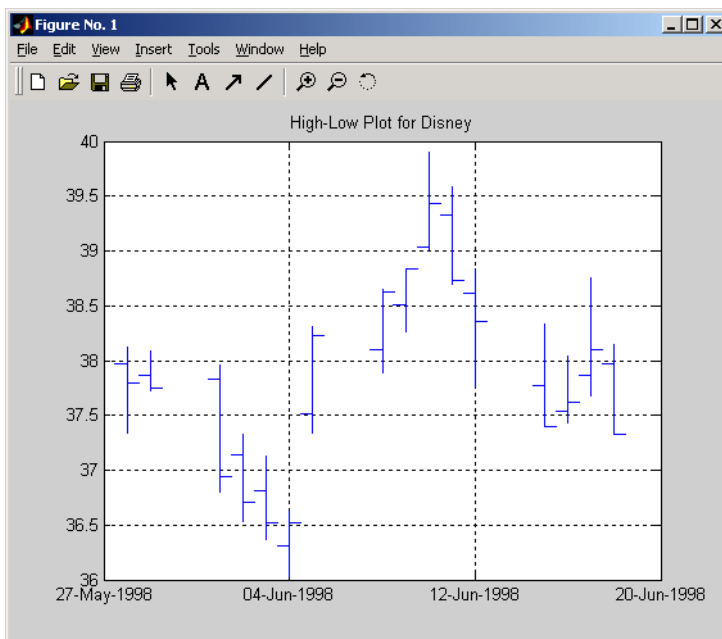 Figure No. 1
File Edit View Insert Tools Window Help
A
High-Low Plot for Disney
40
39.5
39
38.5
38
37.5
37
36.5
36
27-May-1998 04-Jun-1998 12-Jun-1998 20-Jun-1998